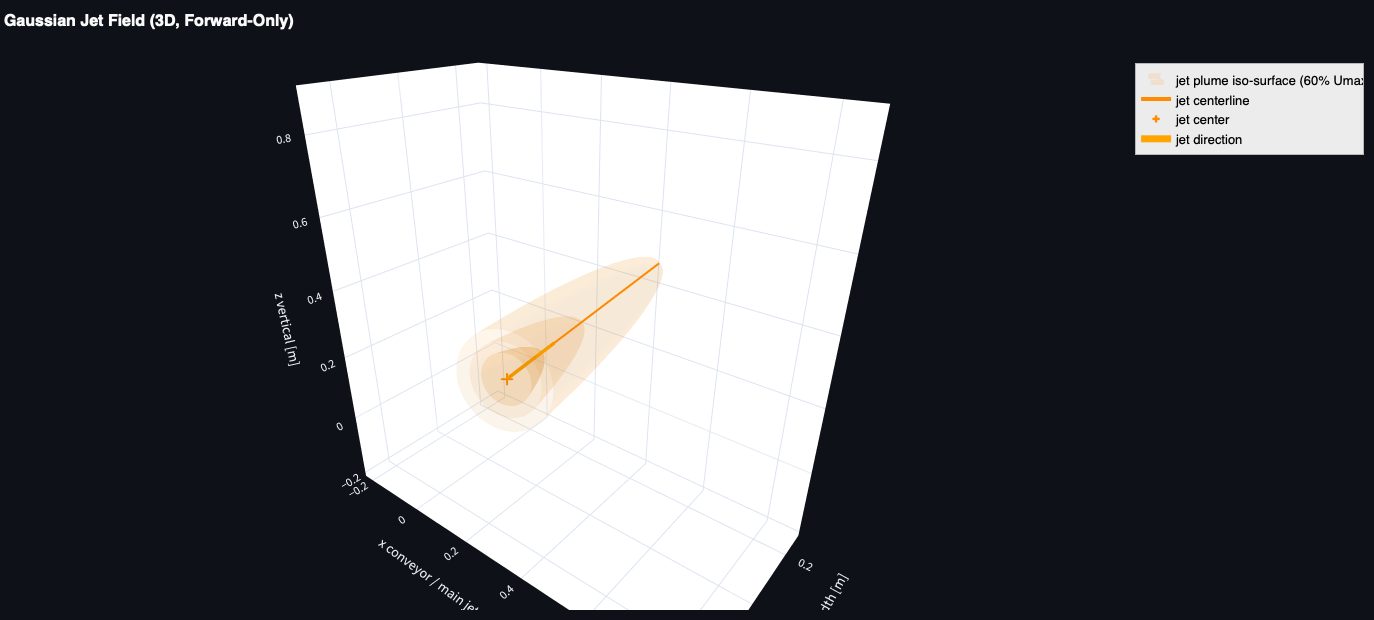 Gaussian Jet Field (3D, Forward-Only)
jet plume iso-surface (60% Umax
jet centerline
jet center
jet direction
0.8
0.6
0.4
0.2
0
−0.2
z vertical [m]
−0.2
0
0.2
0.4
x conveyor / main jet
0.2
dth [m]